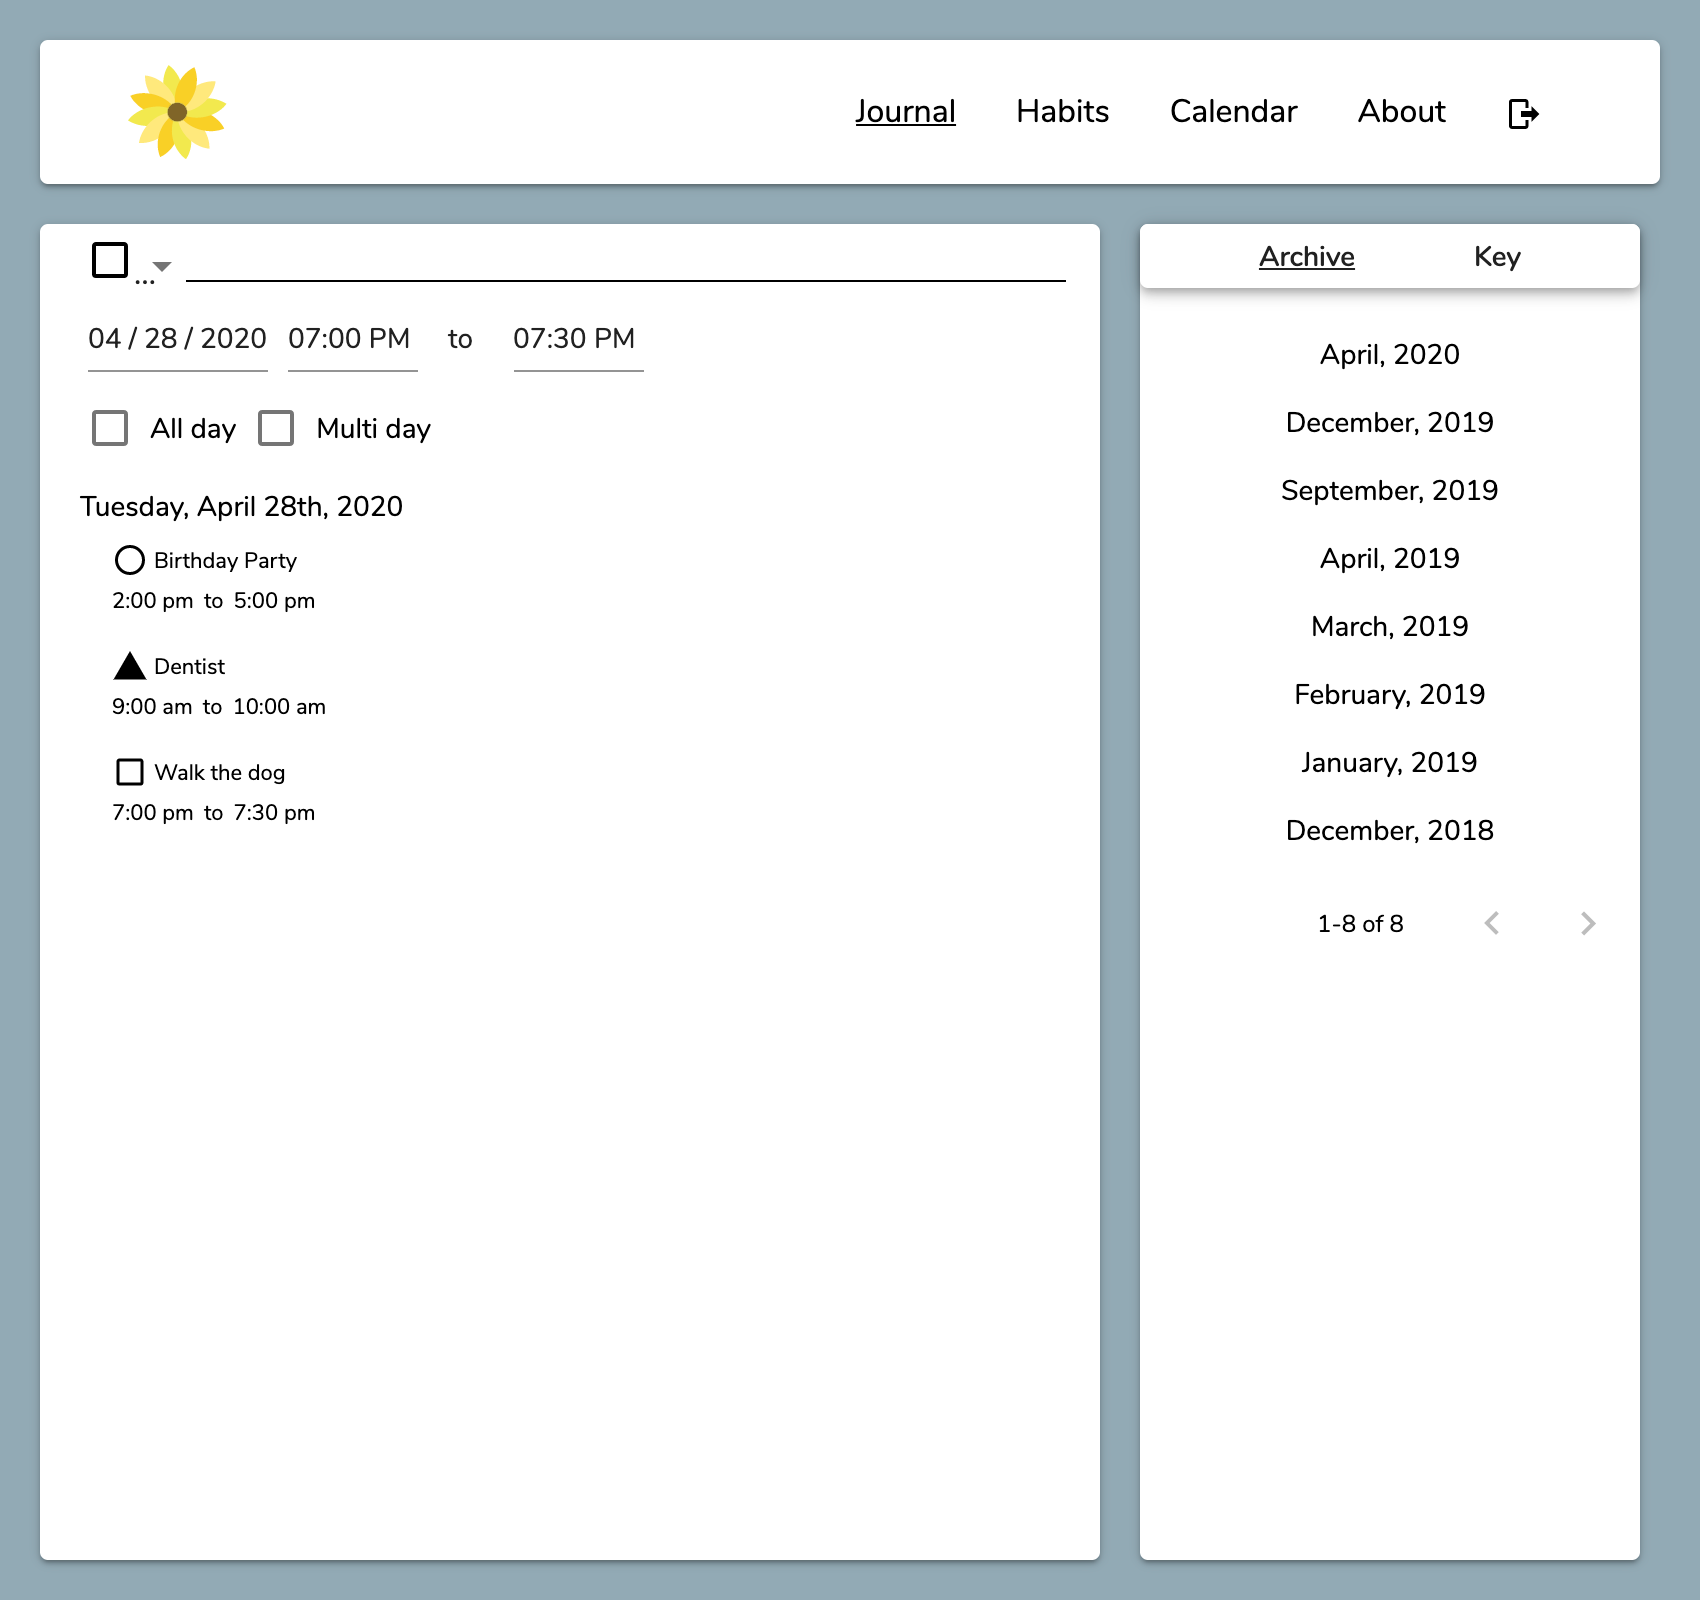 Journal Habits Calendar About
...
04 / 28 / 2020 07:00 PM to 07:30 PM
All day Multi day
Tuesday, April 28th, 2020
Birthday Party
2:00 pm to 5:00 pm
Dentist
9:00 am to 10:00 am
Walk the dog
7:00 pm to 7:30 pm
Archive Key
April, 2020
December, 2019
September, 2019
April, 2019
March, 2019
February, 2019
January, 2019
December, 2018
1-8 of 8